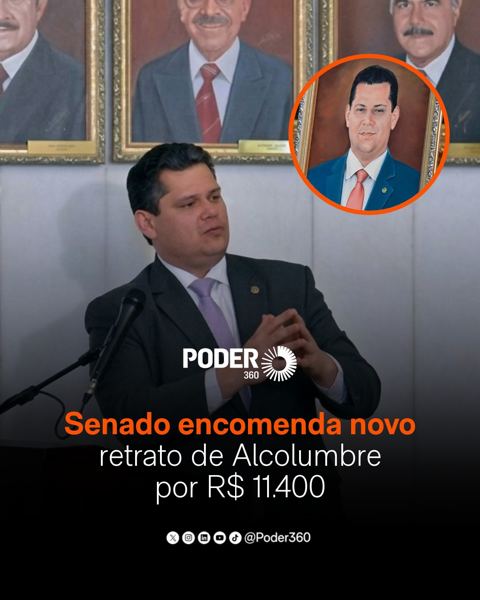 PODER
360
Senado encomenda novo
retrato de Alcolumbre
por R$ 11.400
@Poder360